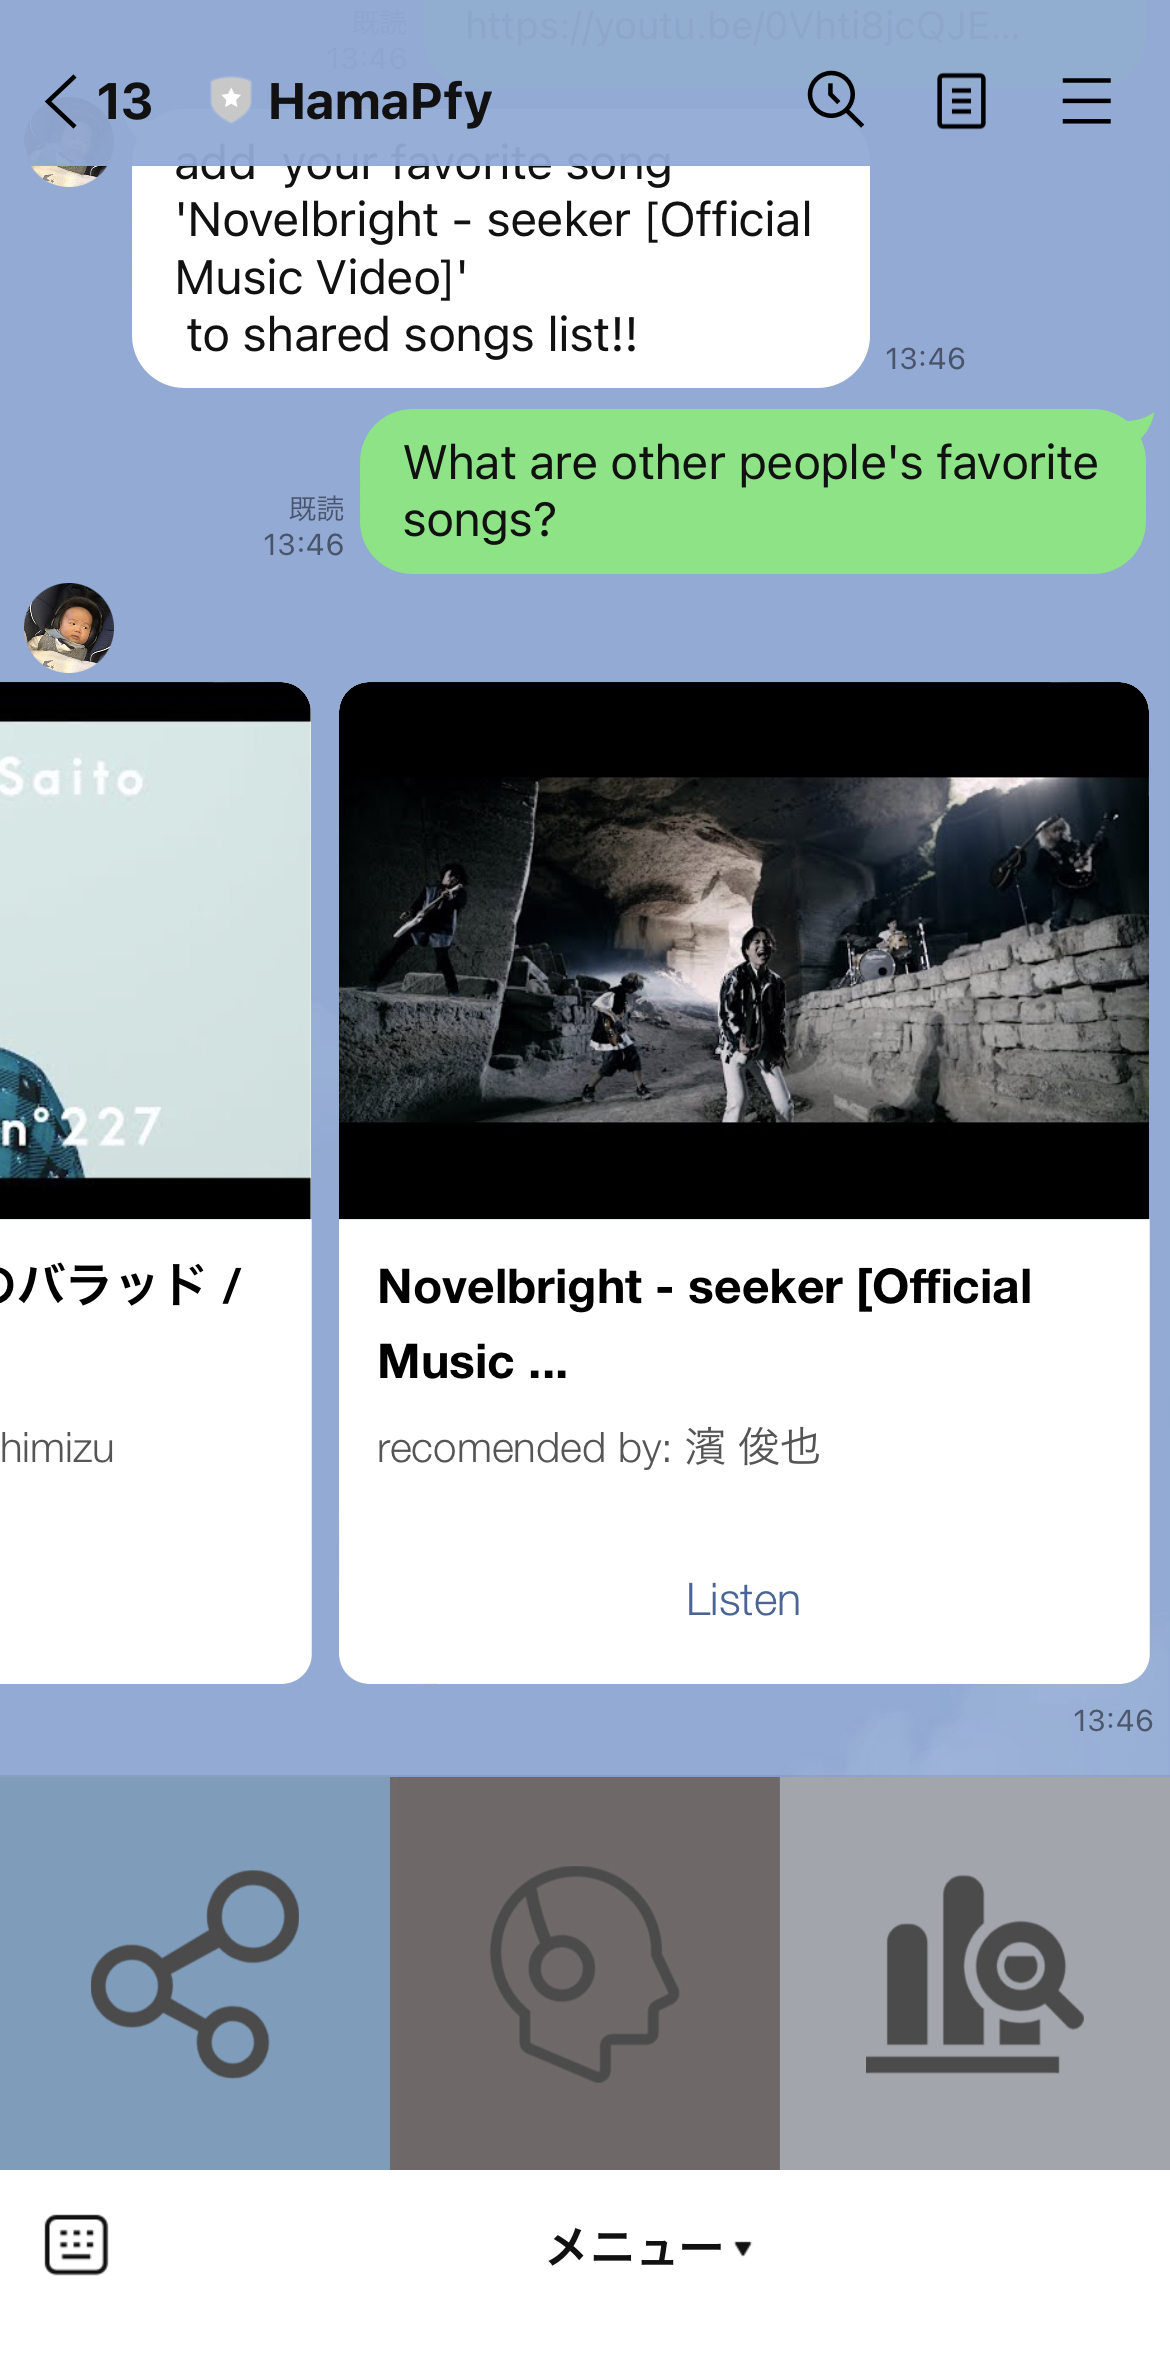 既読
https://youtu.be/0Vhti8jcQJE...
13:46
13
HamaPfy
add your favorite song
'Novelbright - seeker [Official
Music Video]'
to shared songs list!!
13:46
What are other people's favorite
songs?
既読
13:46
Saito
n°227
のバラッド /
himizu
Novelbright - seeker [Official
Music ...
recomended by: 濱 俊也
Listen
13:46
メニュー▼